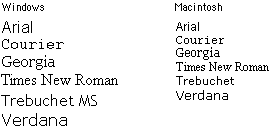 Windows
Arial
Courier
Georgia
Times New Roman
Trebuchet MS
Verdana
Macintosh
Arial
Courier
Georgia
Times New Roman
Trebuchet
Verdana